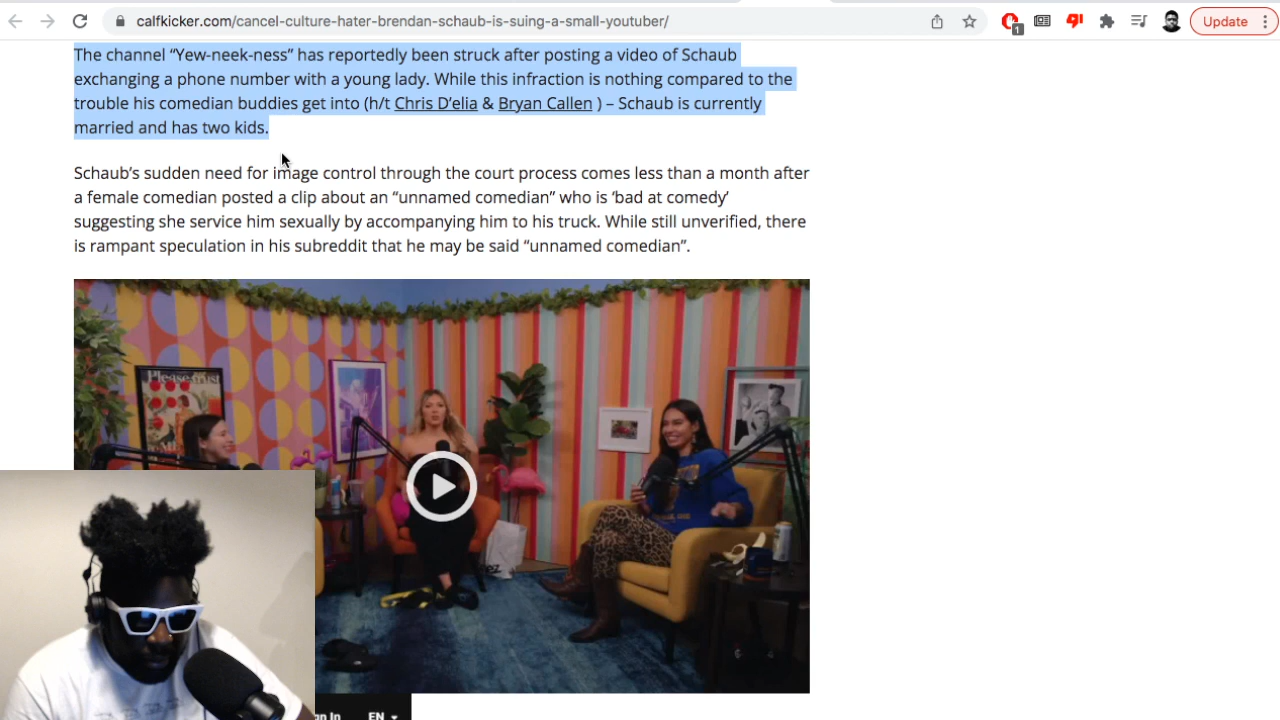 calfkicker.com/cancel-culture-hater-brendan-schaub-is-suing-a-small-youtuber/
1
Update
The channel “Yew-neek-ness” has reportedly been struck after posting a video of Schaub
exchanging a phone number with a young lady. While this infraction is nothing compared to the
trouble his comedian buddies get into (h/t Chris D’elia & Bryan Callen ) – Schaub is currently
married and has two kids.
Schaub’s sudden need for image control through the court process comes less than a month after
a female comedian posted a clip about an “unnamed comedian” who is ‘bad at comedy’
suggesting she service him sexually by accompanying him to his truck. While still unverified, there
is rampant speculation in his subreddit that he may be said “unnamed comedian”.
EN